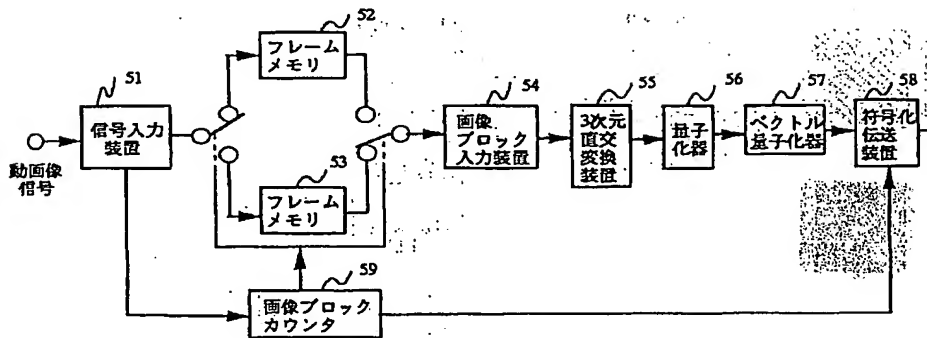 52
フレーム
メモリ
51
信号入力
装置
動画像
信号
53
フレーム
メモリ
54
画像
ブロック
入力装置
55
3次元
直交
変換
装置
56
量子
化器
57
ベクトル
量子化器
58
符号化
伝送
装置
59
画像ブロック
カウンタ